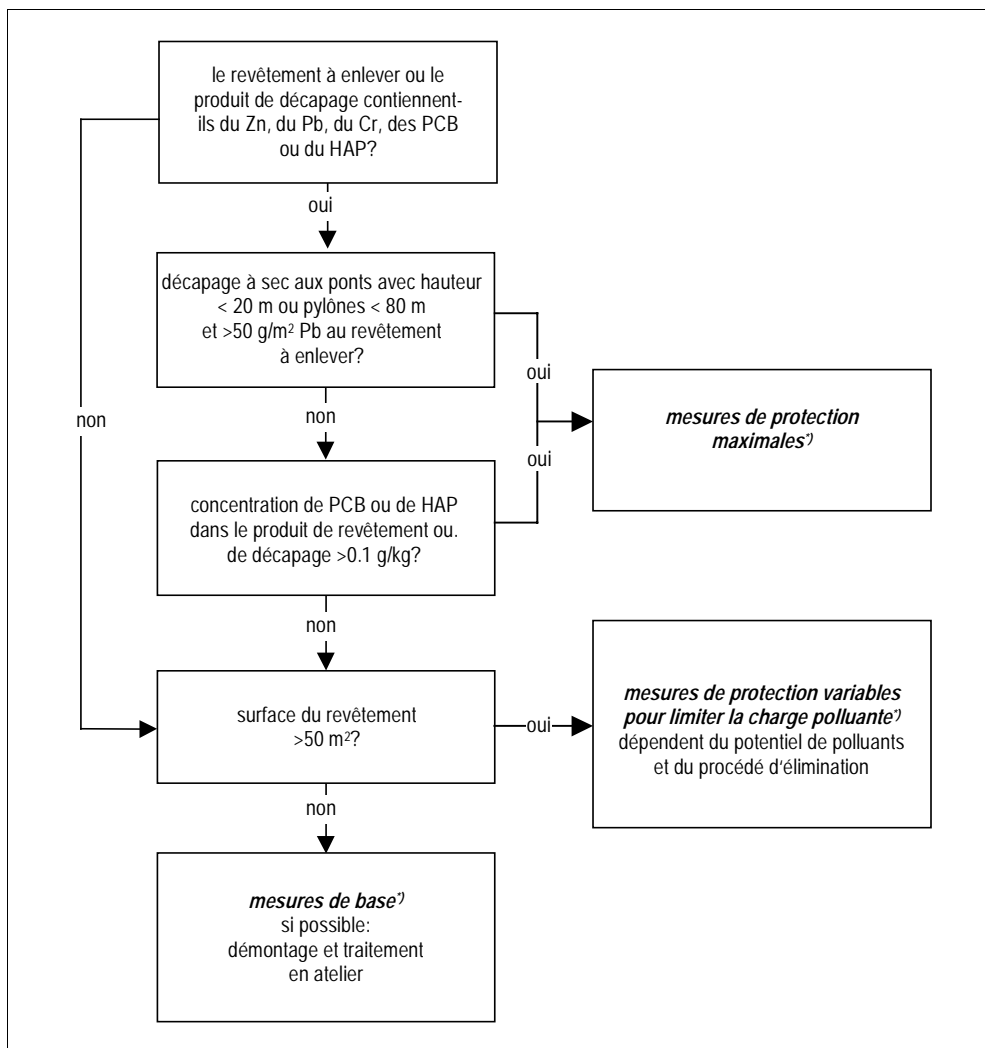 le revêtement à enlever ou le
produit de décapage contiennent-
ils du Zn, du Pb, du Cr, des PCB
ou du HAP?
oui
décapage à sec aux ponts avec hauteur
< 20 m ou pylônes < 80 m
et >50 g/m² Pb au revêtement
à enlever?
oui
non
non
mesures de protection
maximales*)
oui
concentration de PCB ou de HAP
dans le produit de revêtement ou.
de décapage >0.1 g/kg?
non
mesures de protection variables
pour limiter la charge polluante*)
dépendent du potentiel de polluants
et du procédé d‘élimination
surface du revêtement
>50 m²?
oui
non
mesures de base*)
si possible:
démontage et traitement
en atelier